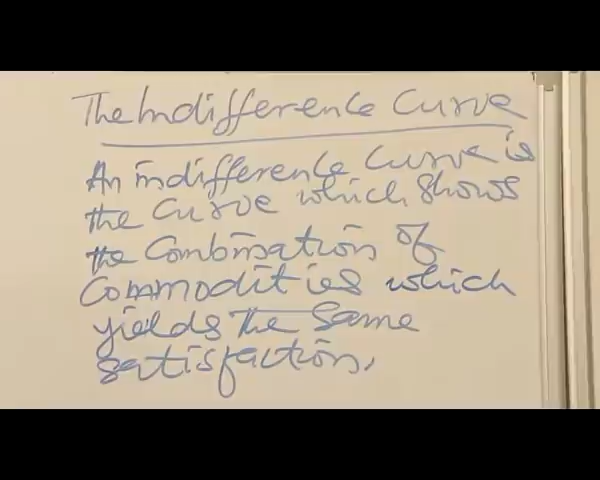 The Indifference Curve
An indifference Curve is
the Curve which shows
the Combination of
Commodities which
yields the same
satisfaction.